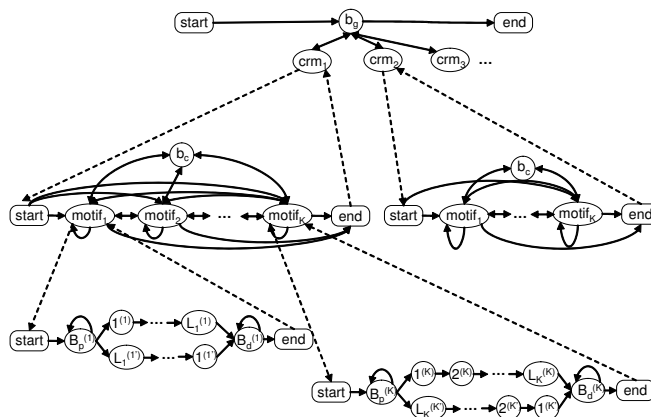 start b_g end
crm_1 crm_2 crm_3 ...
b_c b_c
start motif_1 motif_2 ... motif_K end start motif_1 ... motif_K end
1^(1) ... L_1^(1)
start B_p^(1) B_d^(1) end
L_1^(1') ... 1^(1')
1^(K) 2^(K) ... L_K^(K)
start B_p^(K) B_d^(K) end
L_K^(K') ... 2^(K') 1^(K')